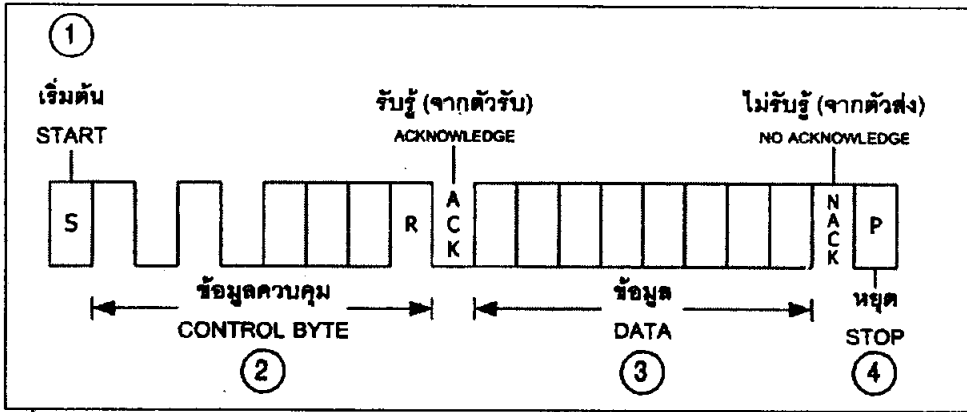 1
เริ่มต้น
START
รับรู้ (จากตัวรับ)
ACKNOWLEDGE
ไม่รับรู้ (จากตัวส่ง)
NO ACKNOWLEDGE
S
R
ACK
NACK
P
ข้อมูลควบคุม
CONTROL BYTE
2
ข้อมูล
DATA
3
หยุด
STOP
4